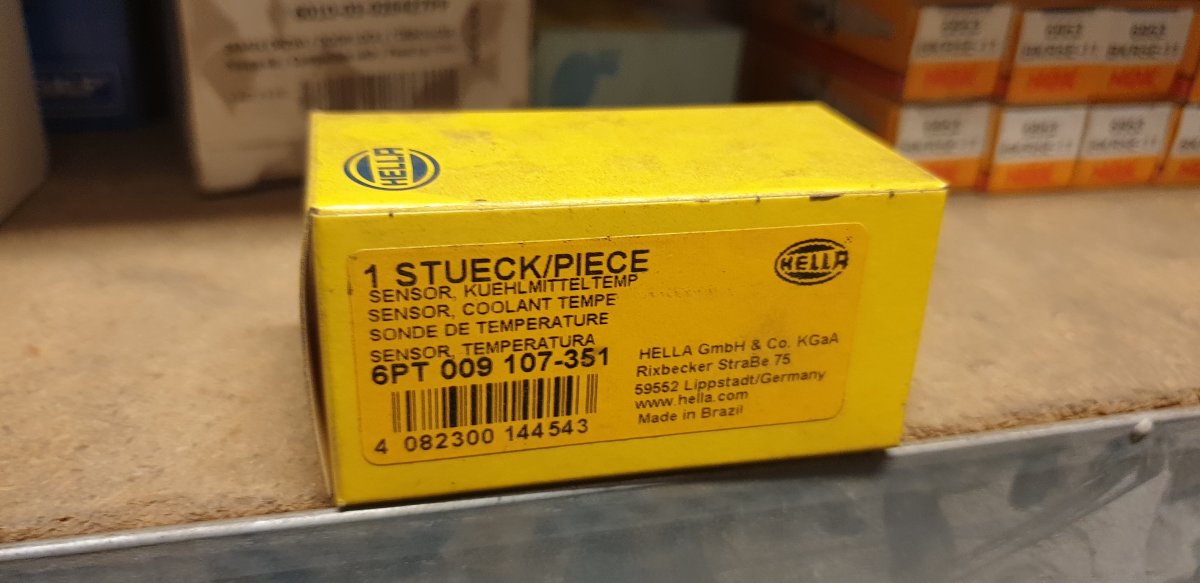 HELLA
1 STUECK/PIECE
SENSOR, KUEHLMITTELTEMP
SENSOR, COOLANT TEMPE
SONDE DE TEMPERATURE
SENSOR, TEMPERATURA
6PT 009 107-351
4 082300 144543
HELLA
HELLA GmbH & Co. KGaA
Rixbecker StraBe 75
59552 Lippstadt/Germany
www.hella.com
Made in Brazil